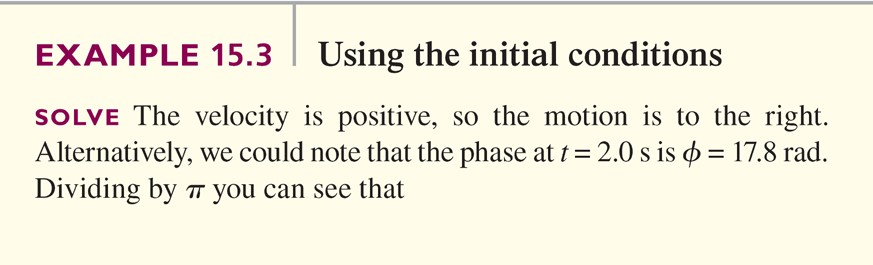 EXAMPLE 15.3 Using the initial conditions
SOLVE The velocity is positive, so the motion is to the right.
Alternatively, we could note that the phase at t = 2.0 s is ϕ = 17.8 rad.
Dividing by π you can see that